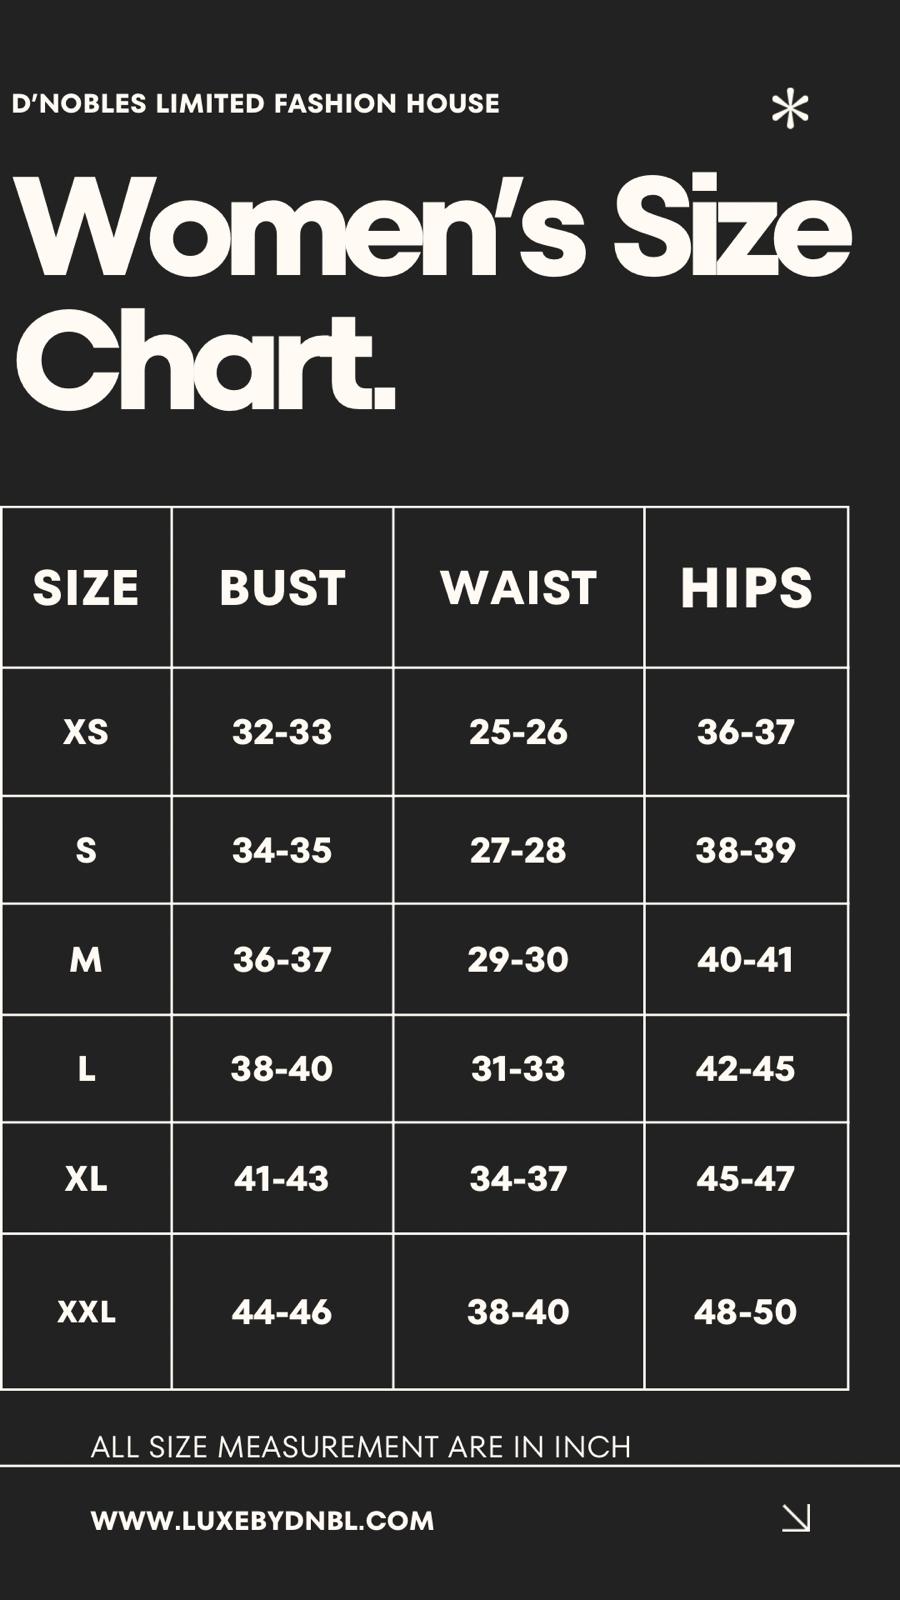 D’NOBLES LIMITED FASHION HOUSE
Women’s Size
Chart.
SIZE BUST WAIST HIPS
XS 32-33 25-26 36-37
S 34-35 27-28 38-39
M 36-37 29-30 40-41
L 38-40 31-33 42-45
XL 41-43 34-37 45-47
XXL 44-46 38-40 48-50
ALL SIZE MEASUREMENT ARE IN INCH
WWW.LUXEBYDNBL.COM